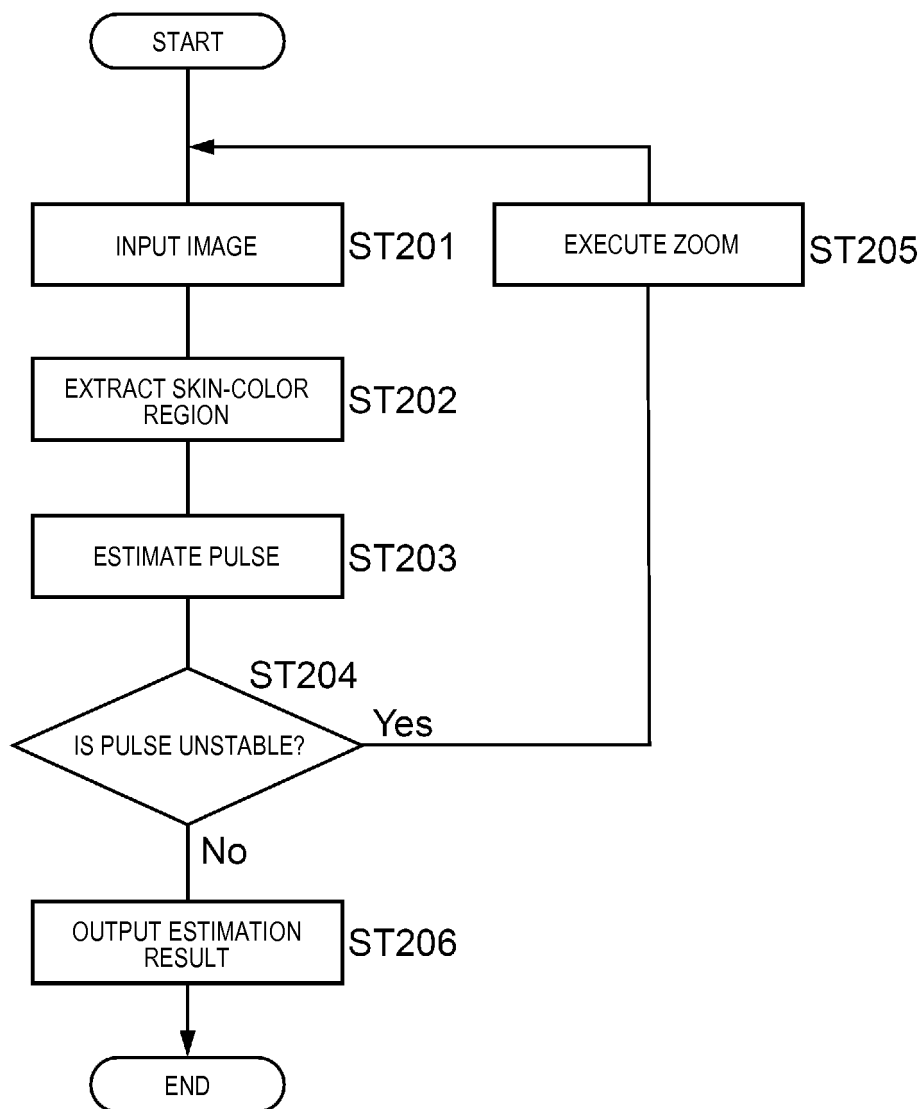 START
INPUT IMAGE
ST201
EXECUTE ZOOM
ST205
EXTRACT SKIN-COLOR
REGION
ST202
ESTIMATE PULSE
ST203
ST204
IS PULSE UNSTABLE?
Yes
No
OUTPUT ESTIMATION
RESULT
ST206
END